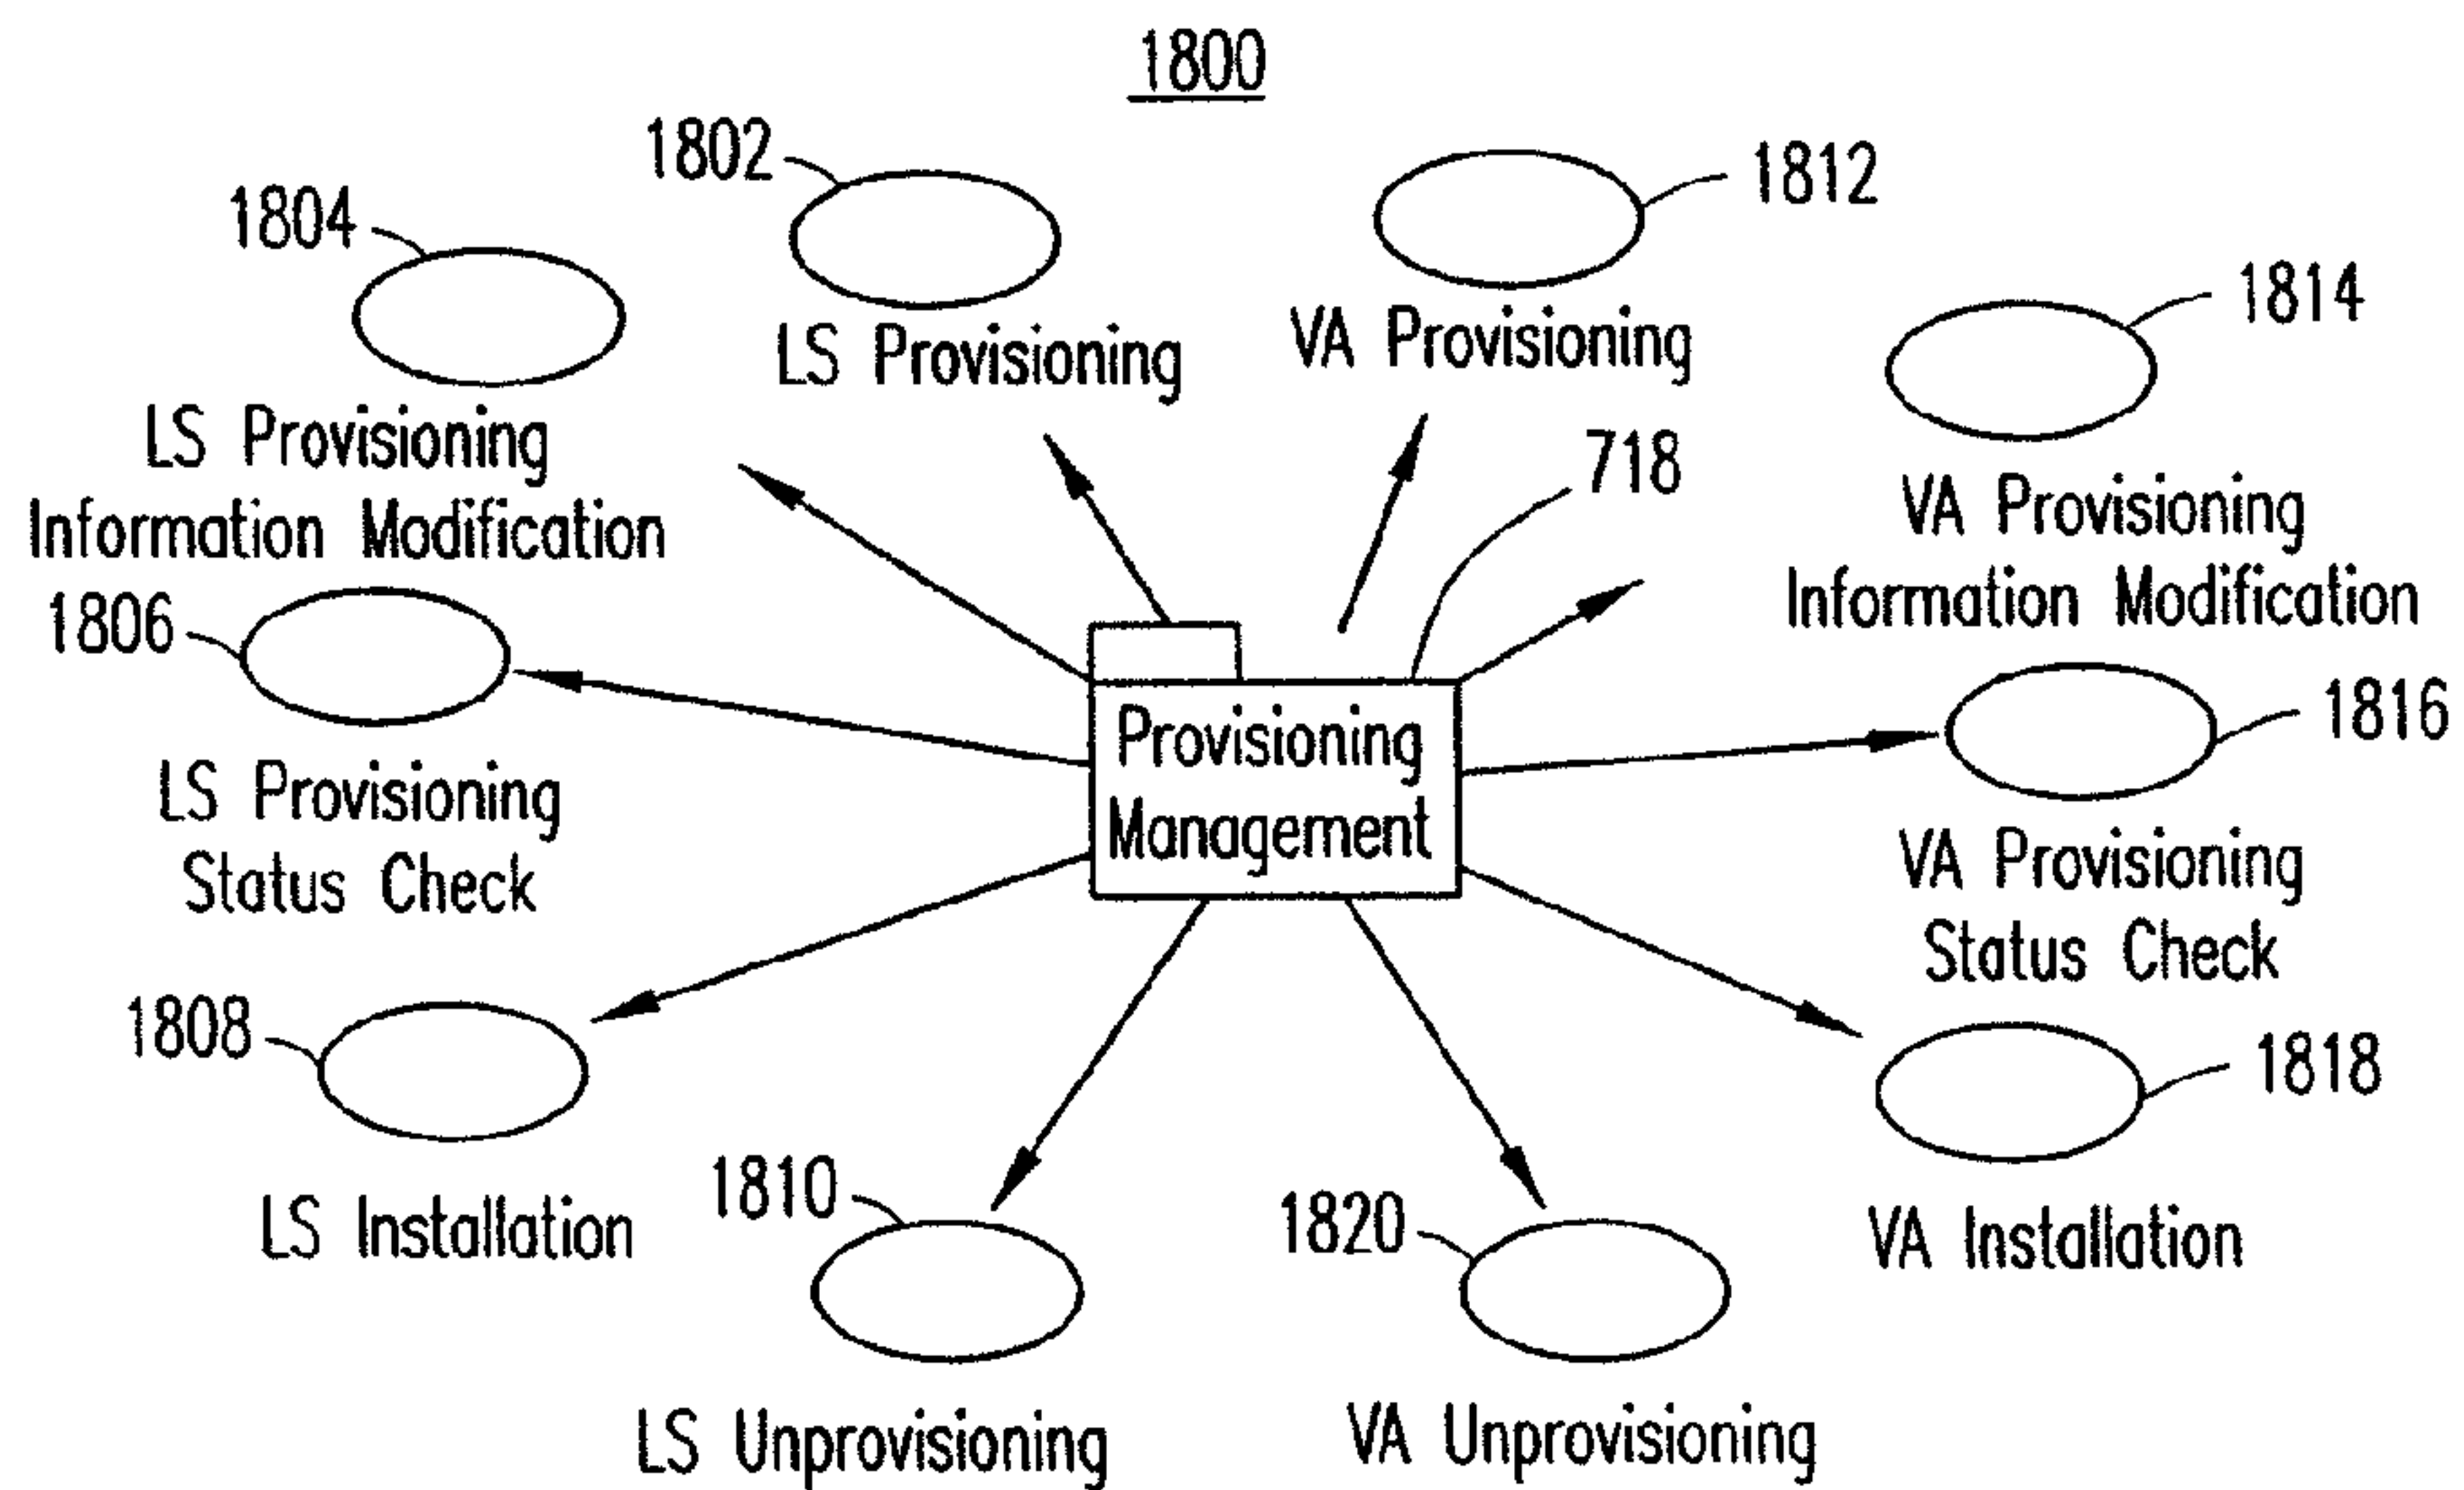 1800
1802
1812
1804
1814
LS Provisioning
VA Provisioning
LS Provisioning
Information Modification
718
VA Provisioning
Information Modification
1806
1816
Provisioning
Management
LS Provisioning
Status Check
VA Provisioning
Status Check
1808
1818
LS Installation
1810
1820
VA Installation
LS Unprovisioning
VA Unprovisioning